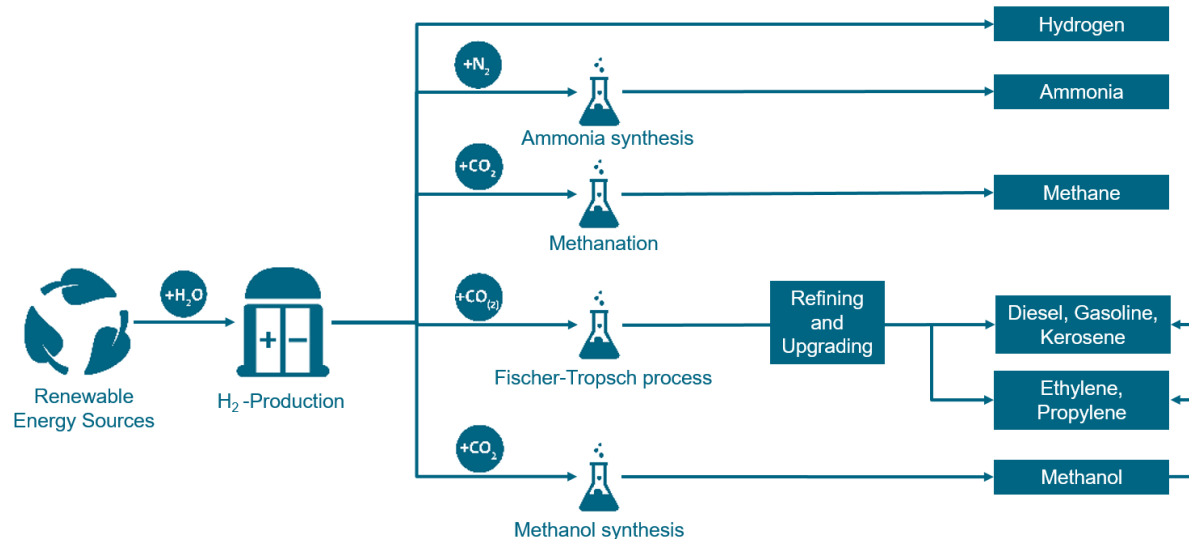 Hydrogen
+N₂
Ammonia
Ammonia synthesis
+CO₂
Methane
Methanation
+H₂O
+ -
Renewable
Energy Sources
H₂ -Production
+CO₍₂₎
Refining
and
Upgrading
Diesel, Gasoline,
Kerosene
Fischer-Tropsch process
Ethylene,
Propylene
+CO₂
Methanol
Methanol synthesis